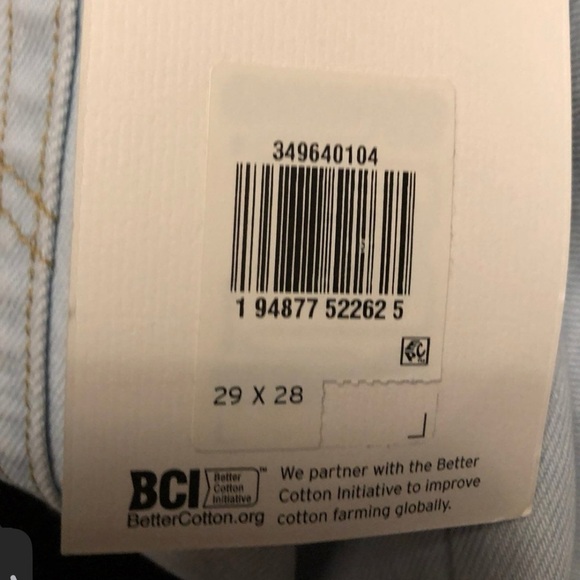 349640104
1 94877 52262 5
29 X 28
BCI Better Cotton Initiative ™
BetterCotton.org
We partner with the Better
Cotton Initiative to improve
cotton farming globally.